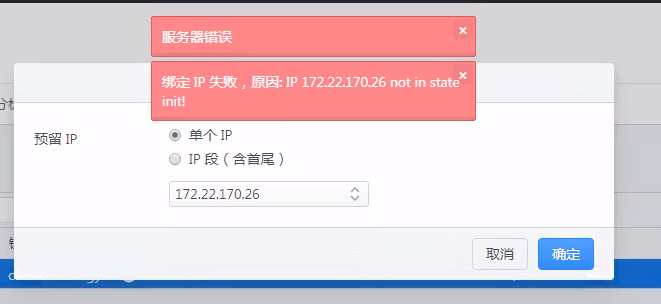 服务器错误
×
绑定 IP 失败，原因: IP 172.22.170.26 not in state
init!
×
预留 IP
单个 IP
IP 段（含首尾）
172.22.170.26
取消
确定